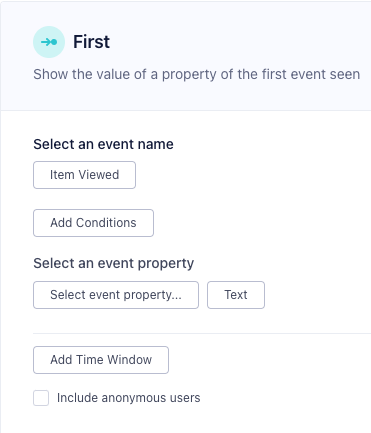 First
Show the value of a property of the first event seen
Select an event name
Item Viewed
Add Conditions
Select an event property
Select event property... Text
Add Time Window
Include anonymous users